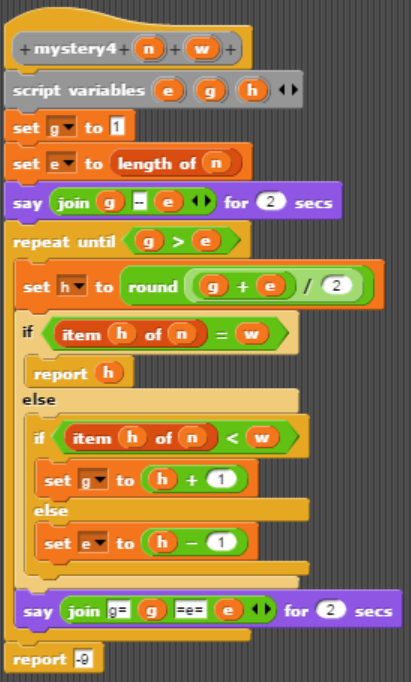 + mystery4 + n + w +
script variables e g h
set g to 1
set e to length of n
say join g -- e for 2 secs
repeat until g > e
set h to round g + e / 2
if item h of n = w
report h
else
if item h of n < w
set g to h + 1
else
set e to h - 1
say join g= g =e= e for 2 secs
report -9